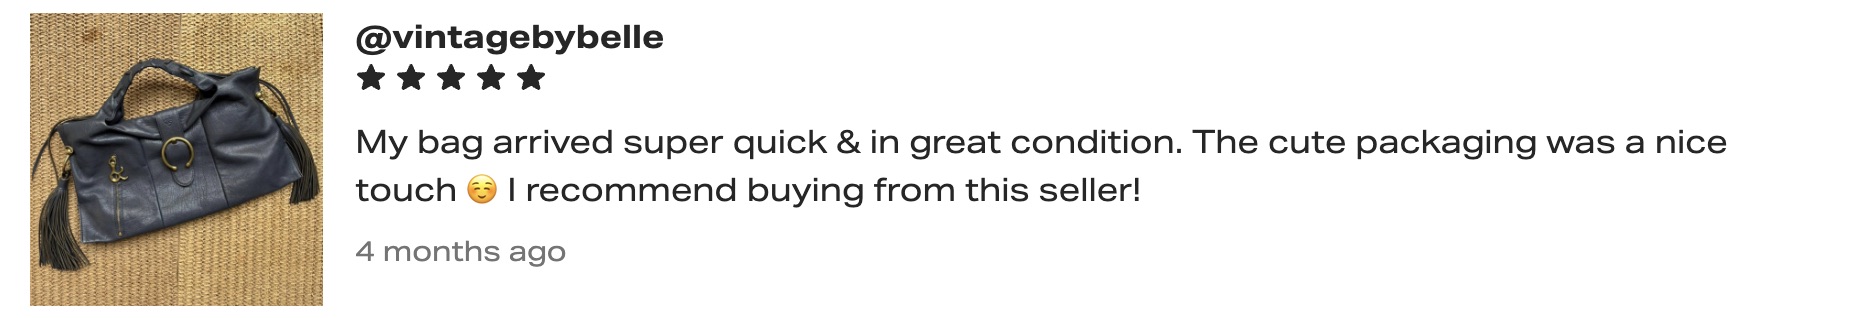 @vintagebybelle
★ ★ ★ ★ ★
My bag arrived super quick & in great condition. The cute packaging was a nice
touch ☺️ I recommend buying from this seller!
4 months ago